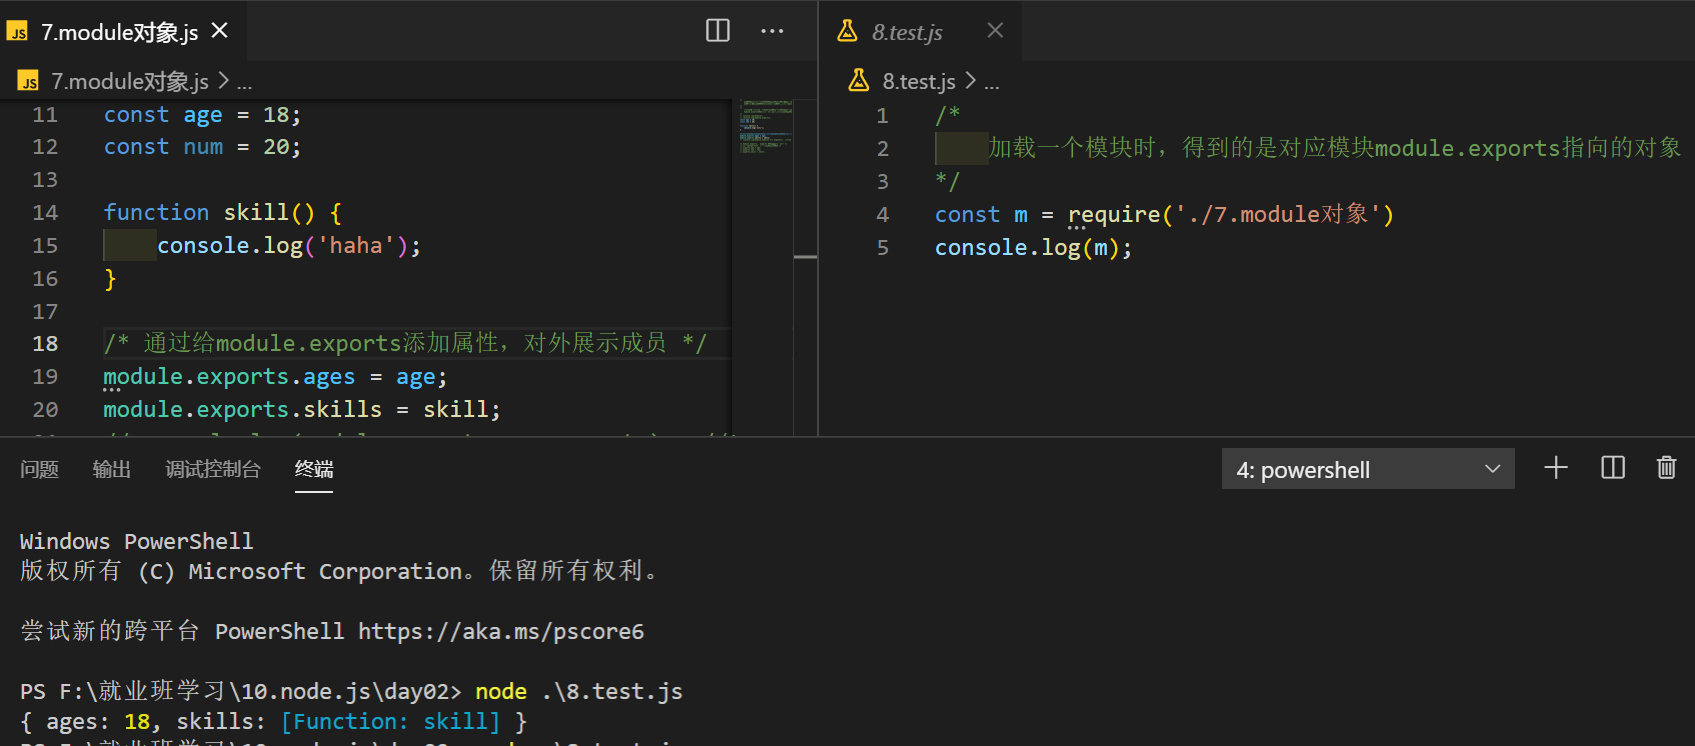 JS 7.module对象.js
8.test.js
JS 7.module对象.js > ...
8.test.js > ...
11 const age = 18;
12 const num = 20;
13
14 function skill() {
15 console.log('haha');
16 }
17
18 /* 通过给module.exports添加属性，对外展示成员 */
19 module.exports.ages = age;
20 module.exports.skills = skill;
1 /*
2 加载一个模块时，得到的是对应模块module.exports指向的对象
3 */
4 const m = require('./7.module对象')
5 console.log(m);
问题 输出 调试控制台 终端
4: powershell
Windows PowerShell
版权所有 (C) Microsoft Corporation。保留所有权利。
尝试新的跨平台 PowerShell https://aka.ms/pscore6
PS F:\就业班学习\10.node.js\day02> node .\8.test.js
{ ages: 18, skills: [Function: skill] }